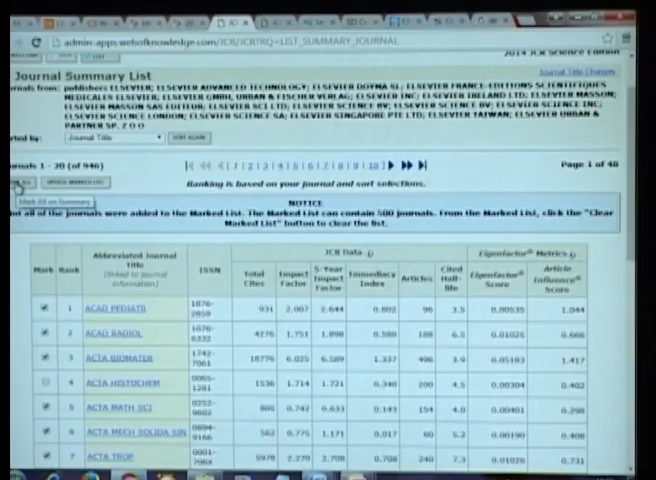 admin-apps.webofknowledge.com/JCR/JCR?RQ=LIST_SUMMARY_JOURNAL
2014 JCR Science Edition
Journal Summary List
Journal Title Changes
publishers ELSEVIER; ELSEVIER ADVANCED TECHNOLOGY; ELSEVIER DOYMA SL; ELSEVIER FRANCE-EDITIONS SCIENTIFIQUES
MEDICALES ELSEVIER; ELSEVIER GMBH, URBAN & FISCHER VERLAG; ELSEVIER INC; ELSEVIER IRELAND LTD; ELSEVIER MASSON;
ELSEVIER MASSON SAS EDITEUR; ELSEVIER SCI LTD; ELSEVIER SCIENCE BV; ELSEVIER SCIENCE BV; ELSEVIER SCIENCE INC;
ELSEVIER SCIENCE LONDON; ELSEVIER SCIENCE SA; ELSEVIER SINGAPORE PTE LTD; ELSEVIER TAIWAN; ELSEVIER URBAN &
PARTNER SP. Z O O
rted by: Journal Title SORT AGAIN
urnals 1 - 20 (of 946)
1 | 2 | 3 | 4 | 5 | 6 | 7 | 8 | 9 | 10
Page 1 of 48
UPDATE MARKED LIST
Ranking is based on your journal and sort selections.
Mark All on Summary
NOTICE
ot all of the journals were added to the Marked List. The Marked List can contain 500 journals. From the Marked List, click the "Clear
Marked List" button to clear the list.
Mark Rank Abbreviated Journal Title (linked to journal information) ISSN JCR Data Eigenfactor® Metrics
Total Cites Impact Factor 5-Year Impact Factor Immediacy Index Articles Cited Half-life Eigenfactor® Score Article Influence® Score
1 ACAD PEDIATR 1876-2859 931 2.007 2.644 0.802 96 3.5 0.00535 1.044
2 ACAD RADIOL 1076-6332 4276 1.751 1.898 0.580 188 6.5 0.01025 0.666
3 ACTA BIOMATER 1742-7061 18776 6.025 6.589 1.337 496 3.9 0.05183 1.417
4 ACTA HISTOCHEM 0065-1281 1536 1.714 1.721 0.340 200 4.5 0.00304 0.402
5 ACTA MATH SCI 0252-9602 805 0.742 0.633 0.143 154 4.8 0.00401 0.398
6 ACTA MECH SOLIDA SIN 0894-9166 562 0.775 1.171 0.017 60 5.2 0.00190 0.408
7 ACTA TROP 0001-706X 5978 2.270 2.708 0.708 240 7.3 0.01026 0.731